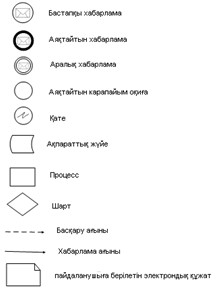 Бастапқы хабарлама
Аяқтайтын хабарлама
Аралық хабарлама
Аяқтайтын қарапайым оқиға
Қате
Ақпараттық жүйе
Процесс
Шарт
Басқару ағыны
Хабарлама ағыны
пайдаланушыға берілетін электрондық құжат